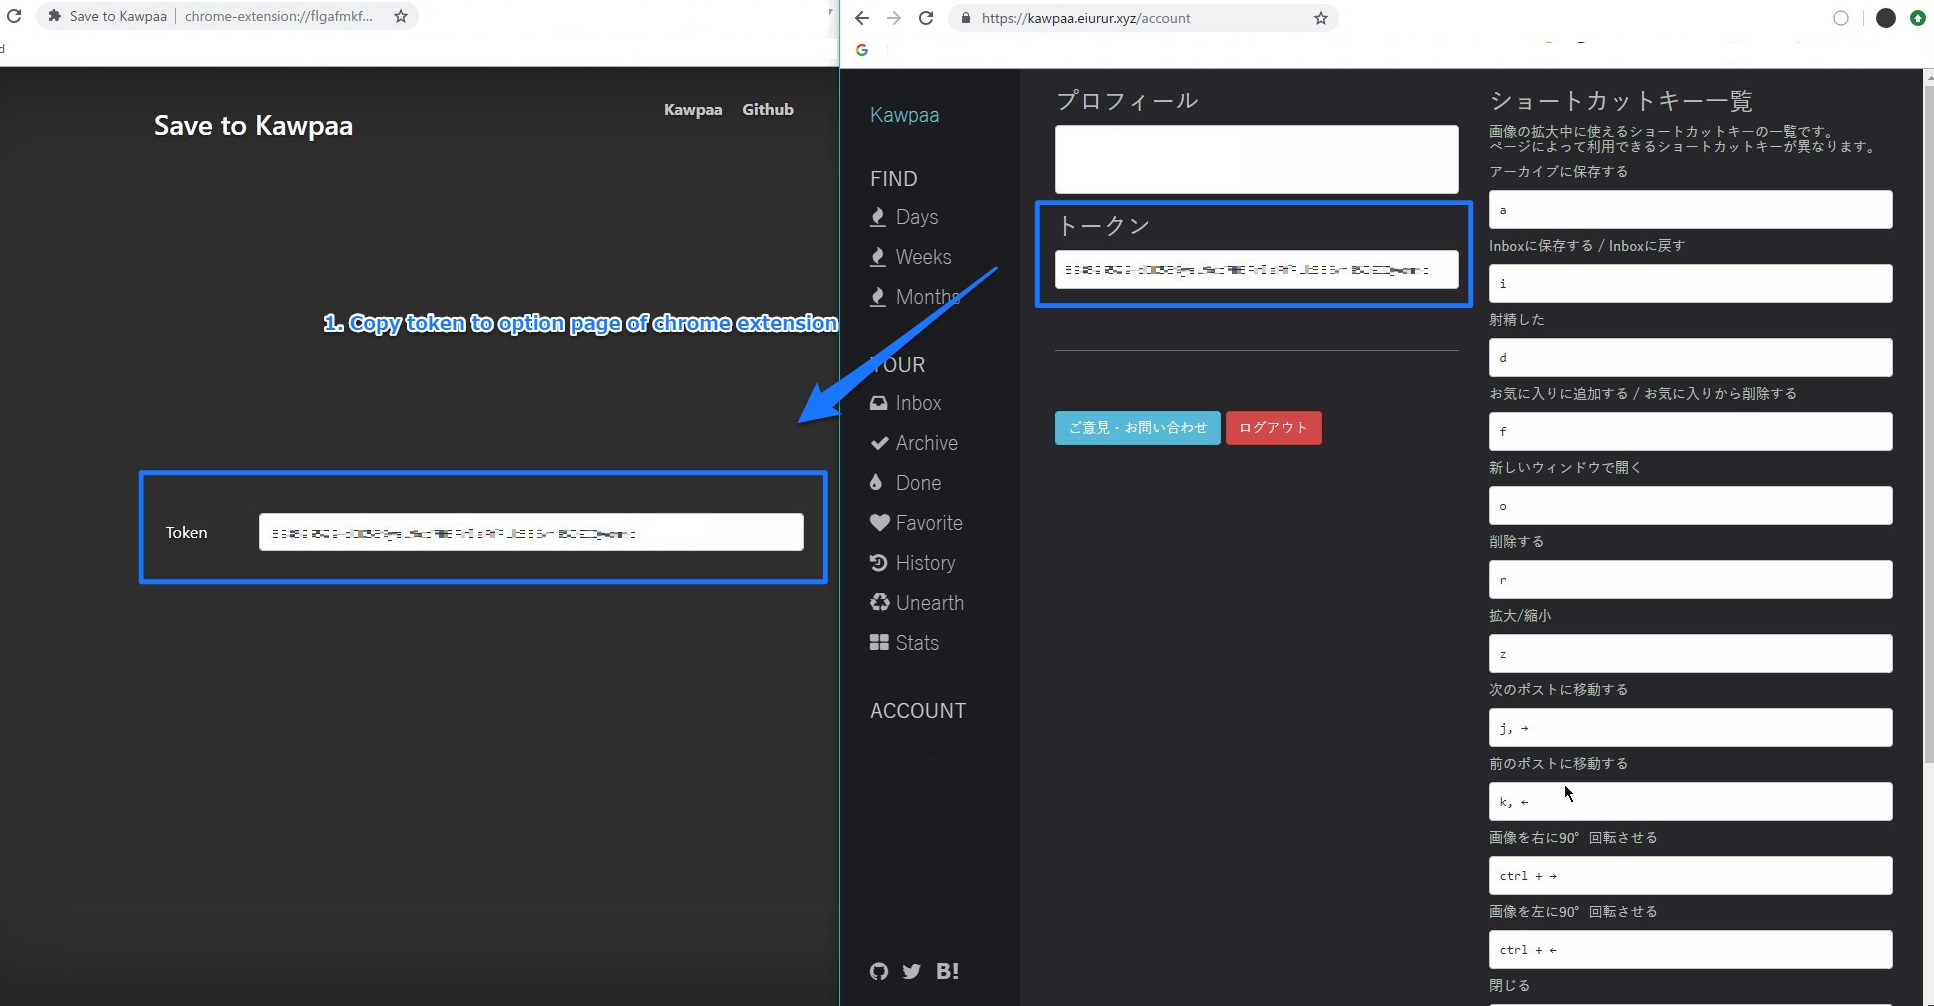 Save to Kawpaa
chrome-extension://flgafmkf...
d
Save to Kawpaa
Kawpaa
Github
1. Copy token to option page of chrome extension
Token
https://kawpaa.eiurur.xyz/account
Kawpaa
FIND
Days
Weeks
Months
YOUR
Inbox
Archive
Done
Favorite
History
Unearth
Stats
ACCOUNT
B!
プロフィール
トークン
ご意見・お問い合わせ
ログアウト
ショートカットキー一覧
画像の拡大中に使えるショートカットキーの一覧です。
ページによって利用できるショートカットキーが異なります。
アーカイブに保存する
a
Inboxに保存する / Inboxに戻す
i
射精した
d
お気に入りに追加する / お気に入りから削除する
f
新しいウィンドウで開く
o
削除する
r
拡大/縮小
z
次のポストに移動する
j, →
前のポストに移動する
k, ←
画像を右に90° 回転させる
ctrl + →
画像を左に90° 回転させる
ctrl + ←
閉じる